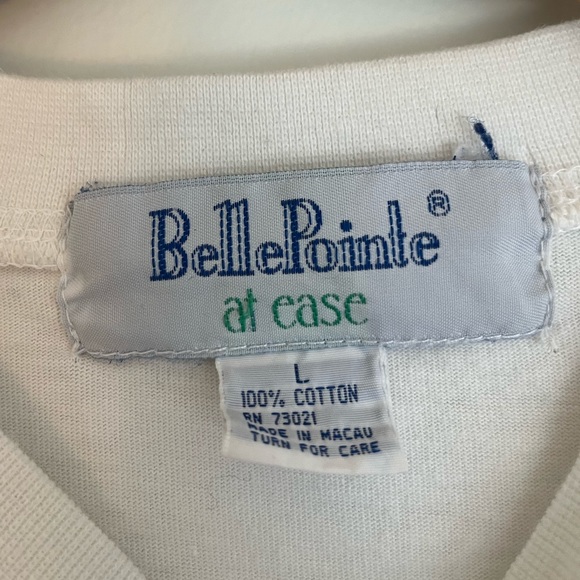 BellePointe®
at ease
L
100% COTTON
RN 73021
MADE IN MACAU
TURN FOR CARE